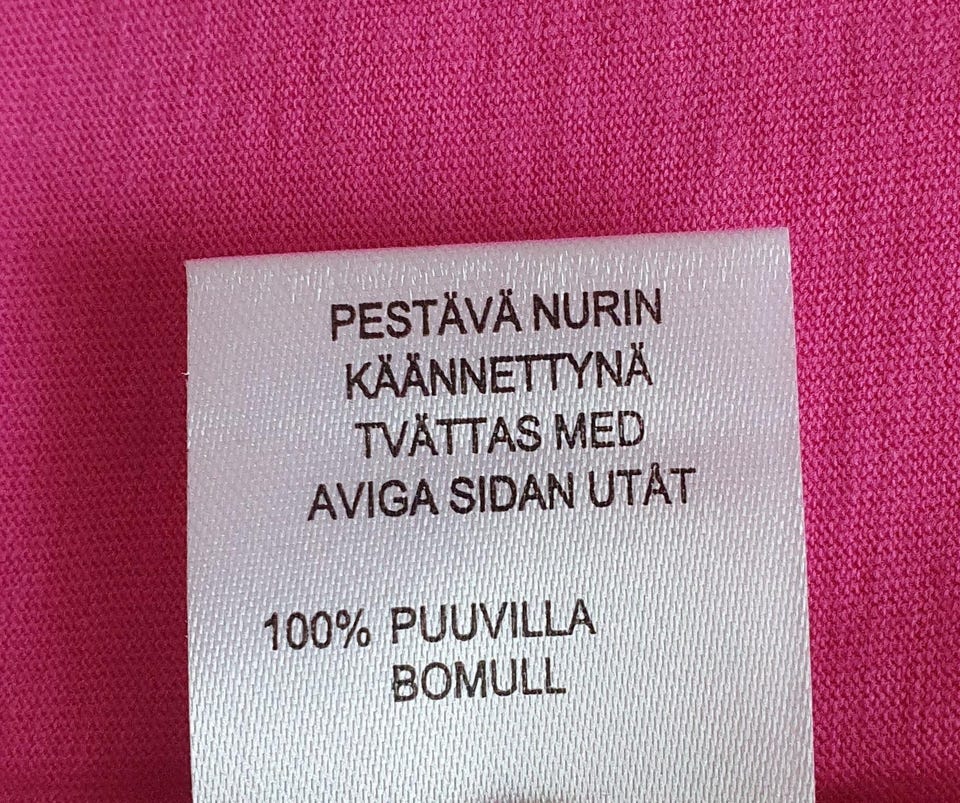 PESTÄVÄ NURIN
KÄÄNNETTYNÄ
TVÄTTAS MED
AVIGA SIDAN UTÅT
100% PUUVILLA
BOMULL